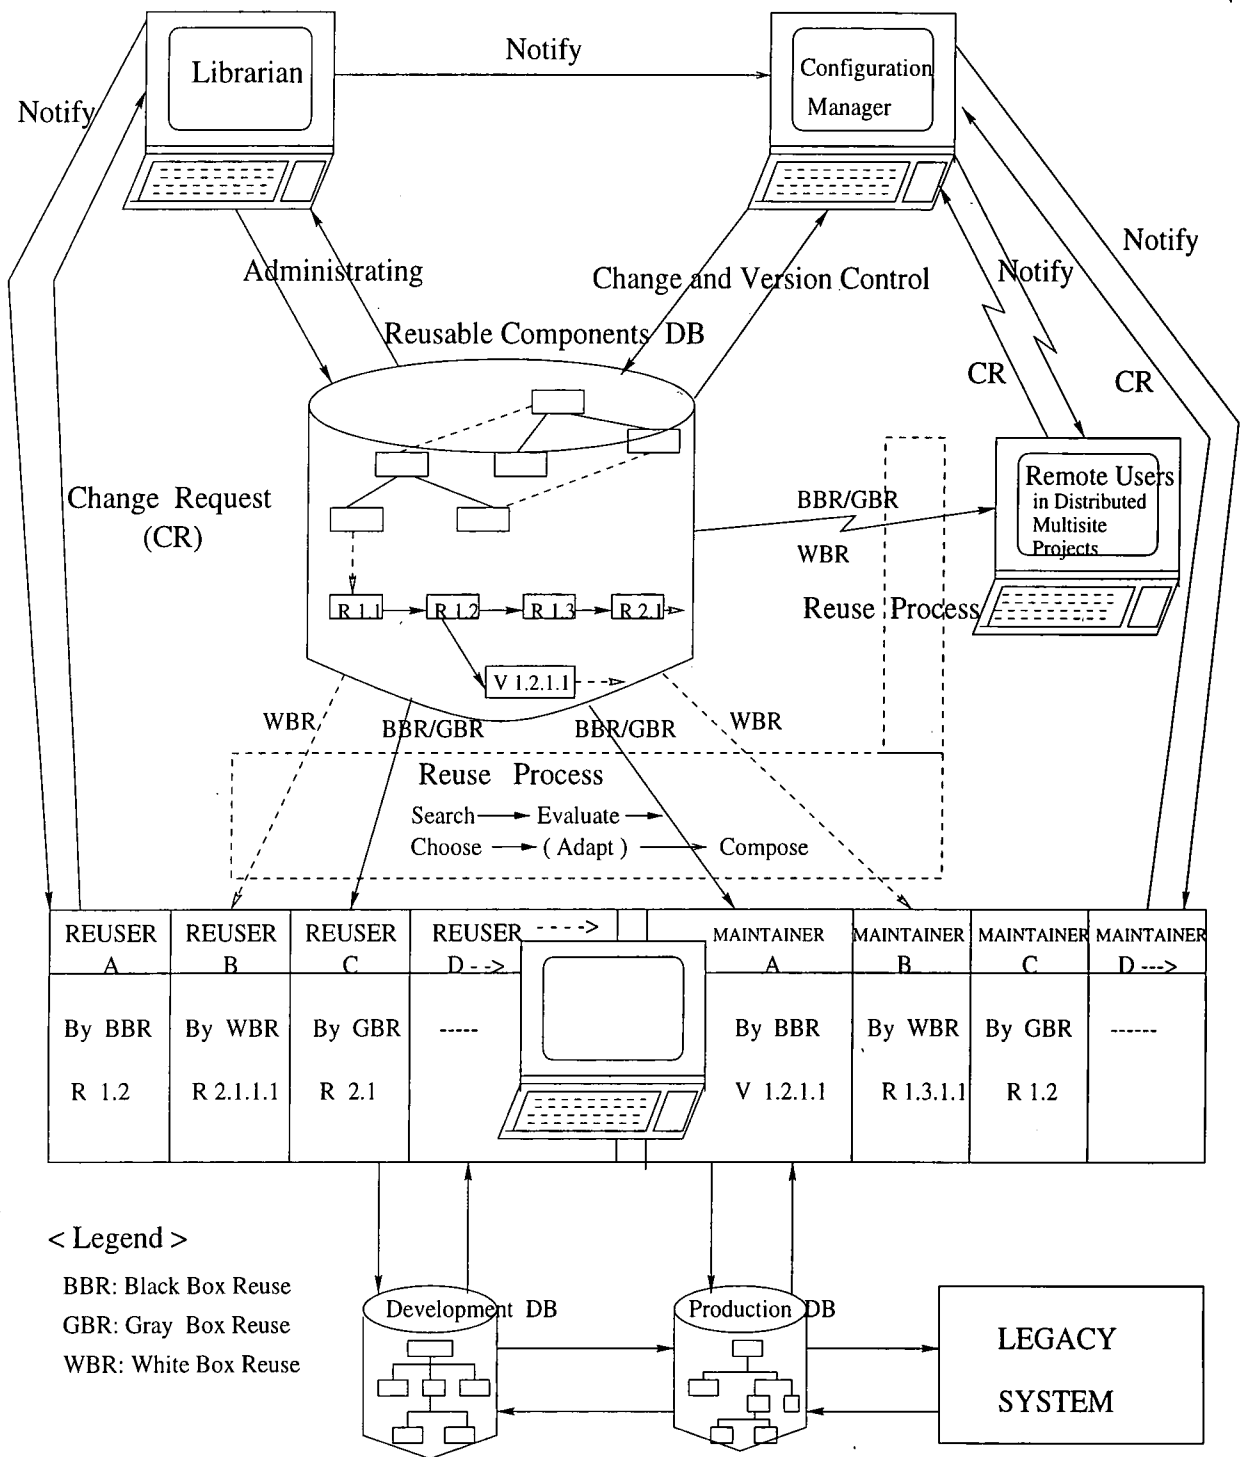 Notify
Librarian
Configuration
Manager
Notify
Notify
Administrating
Change and Version Control
Notify
Reusable Components DB
CR
CR
Change Request
(CR)
BBR/GBR
WBR
Remote Users
in Distributed
Multisite
Projects
Reuse Process
R 1.1
R 1.2
R 1.3
R 2.1
V 1.2.1.1
WBR
BBR/GBR
BBR/GBR
WBR
Reuse Process
Search Evaluate
Choose ( Adapt ) Compose
REUSER
A
REUSER
B
REUSER
C
REUSER ---->
D -->
MAINTAINER
A
MAINTAINER
B
MAINTAINER
C
MAINTAINER
D --->
By BBR
By WBR
By GBR
-----
By BBR
By WBR
By GBR
------
R 1.2
R 2.1.1.1
R 2.1
V 1.2.1.1
R 1.3.1.1
R 1.2
< Legend >
BBR: Black Box Reuse
GBR: Gray Box Reuse
WBR: White Box Reuse
Development DB
Production DB
LEGACY
SYSTEM